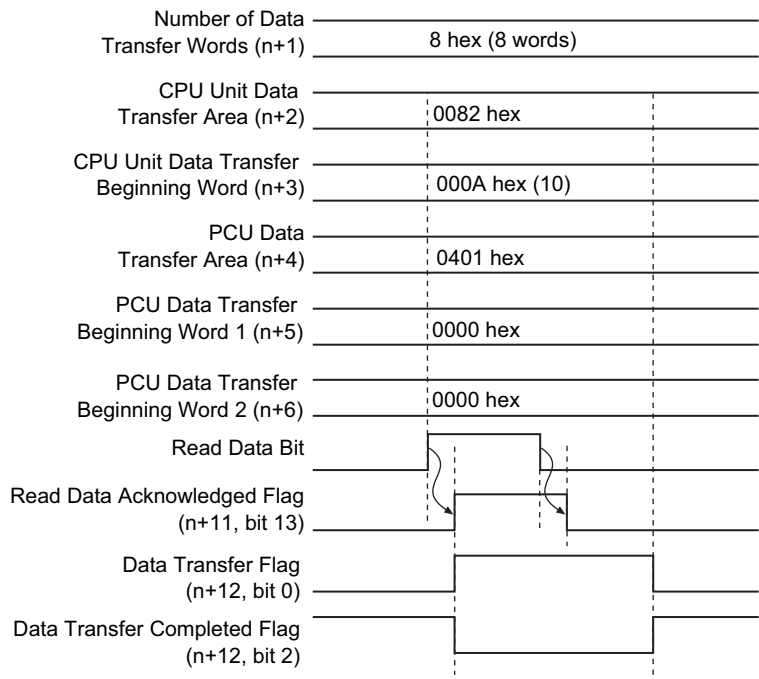 Number of Data
Transfer Words (n+1)
8 hex (8 words)
CPU Unit Data
Transfer Area (n+2)
0082 hex
CPU Unit Data Transfer
Beginning Word (n+3)
000A hex (10)
PCU Data
Transfer Area (n+4)
0401 hex
PCU Data Transfer
Beginning Word 1 (n+5)
0000 hex
PCU Data Transfer
Beginning Word 2 (n+6)
0000 hex
Read Data Bit
Read Data Acknowledged Flag
(n+11, bit 13)
Data Transfer Flag
(n+12, bit 0)
Data Transfer Completed Flag
(n+12, bit 2)